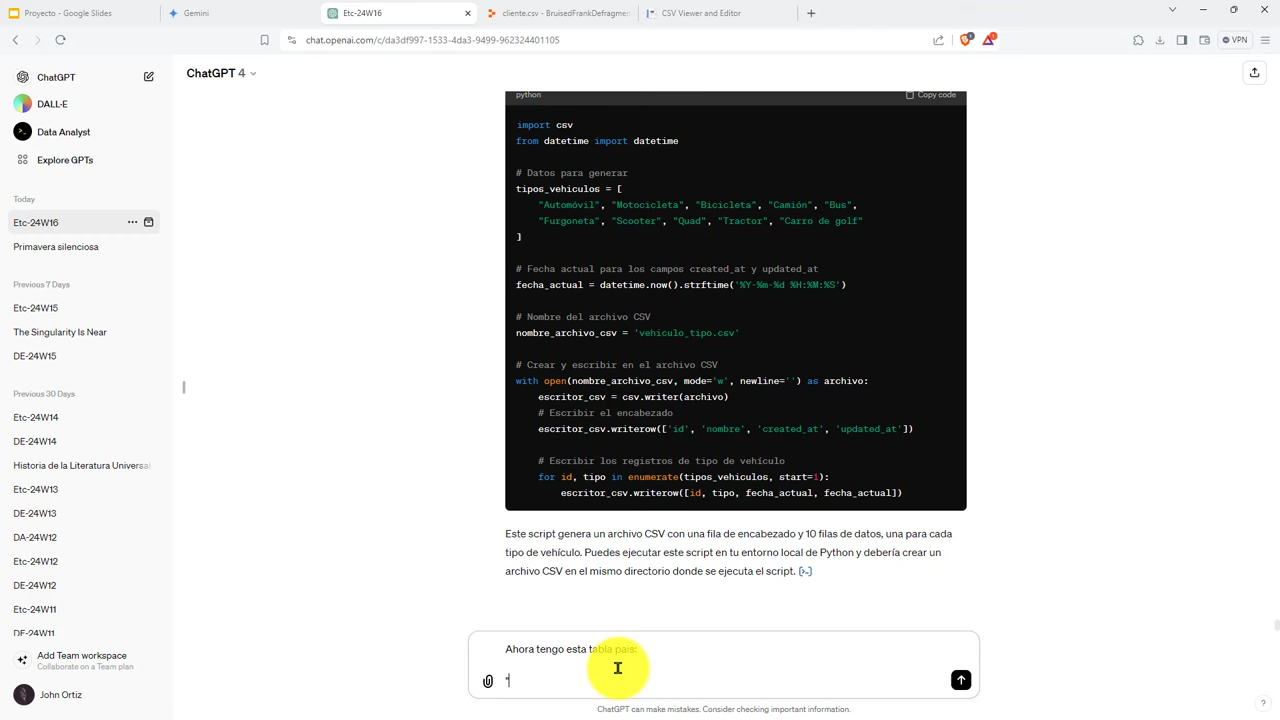 Proyecto - Google Slides
Gemini
Etc-24W16
cliente.csv - BruisedFrankDefragme
CSV Viewer and Editor
chat.openai.com/c/da3df997-1533-4da3-9499-962324401105
VPN
ChatGPT
DALL·E
Data Analyst
Explore GPTs
Today
Etc-24W16
Primavera silenciosa
Previous 7 Days
Etc-24W15
The Singularity Is Near
DE-24W15
Previous 30 Days
Etc-24W14
DE-24W14
Historia de la Literatura Universal
Etc-24W13
DE-24W13
DA-24W12
Etc-24W12
DE-24W12
Etc-24W11
DE-24W11
Add Team workspace
Collaborate on a Team plan
John Ortiz
ChatGPT 4
python
Copy code
import csv
from datetime import datetime
# Datos para generar
tipos_vehiculos = [
"Automóvil", "Motocicleta", "Bicicleta", "Camión", "Bus",
"Furgoneta", "Scooter", "Quad", "Tractor", "Carro de golf"
]
# Fecha actual para los campos created_at y updated_at
fecha_actual = datetime.now().strftime('%Y-%m-%d %H:%M:%S')
# Nombre del archivo CSV
nombre_archivo_csv = 'vehiculo_tipo.csv'
# Crear y escribir en el archivo CSV
with open(nombre_archivo_csv, mode='w', newline='') as archivo:
escritor_csv = csv.writer(archivo)
# Escribir el encabezado
escritor_csv.writerow(['id', 'nombre', 'created_at', 'updated_at'])
# Escribir los registros de tipo de vehículo
for id, tipo in enumerate(tipos_vehiculos, start=1):
escritor_csv.writerow([id, tipo, fecha_actual, fecha_actual])
Este script genera un archivo CSV con una fila de encabezado y 10 filas de datos, una para cada
tipo de vehículo. Puedes ejecutar este script en tu entorno local de Python y debería crear un
archivo CSV en el mismo directorio donde se ejecuta el script. [>-]
Ahora tengo esta tabla pais:
"
ChatGPT can make mistakes. Consider checking important information.
?